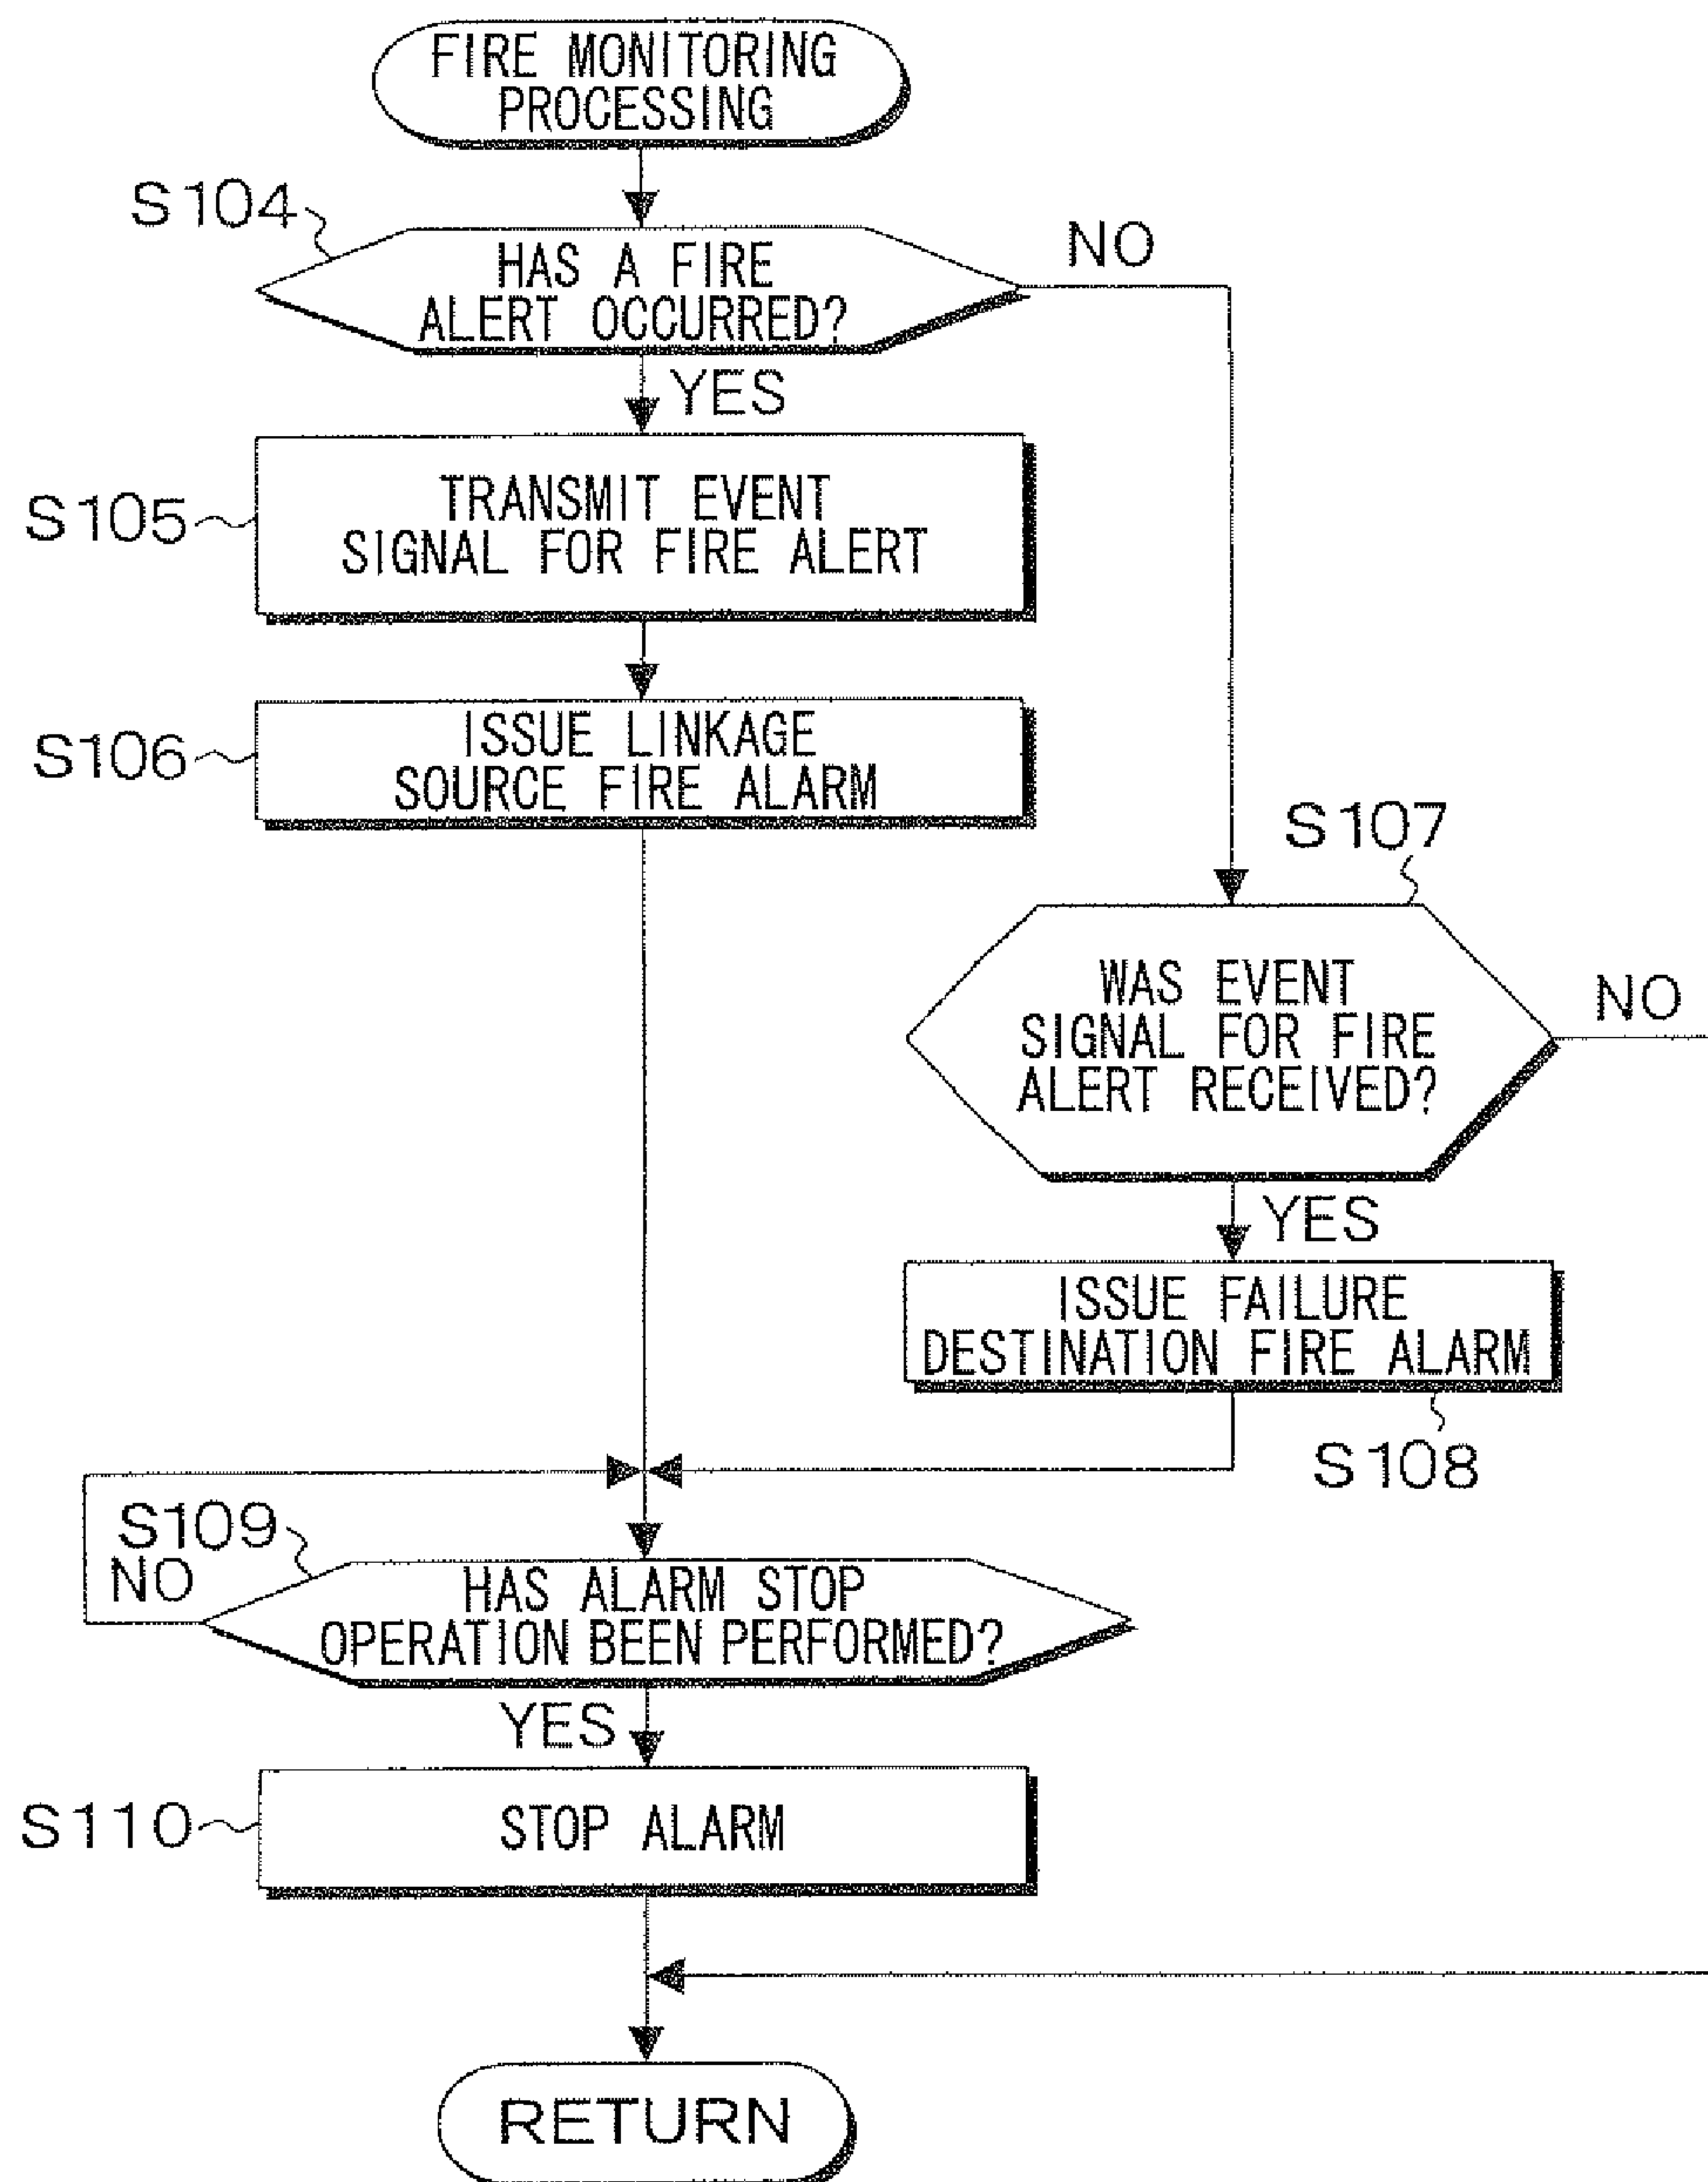 FIRE MONITORING
PROCESSING
S104
HAS A FIRE
ALERT OCCURRED?
NO
YES
S105
TRANSMIT EVENT
SIGNAL FOR FIRE ALERT
S106
ISSUE LINKAGE
SOURCE FIRE ALARM
S107
WAS EVENT
SIGNAL FOR FIRE
ALERT RECEIVED?
NO
YES
ISSUE FAILURE
DESTINATION FIRE ALARM
S108
S109
NO
HAS ALARM STOP
OPERATION BEEN PERFORMED?
YES
S110
STOP ALARM
RETURN